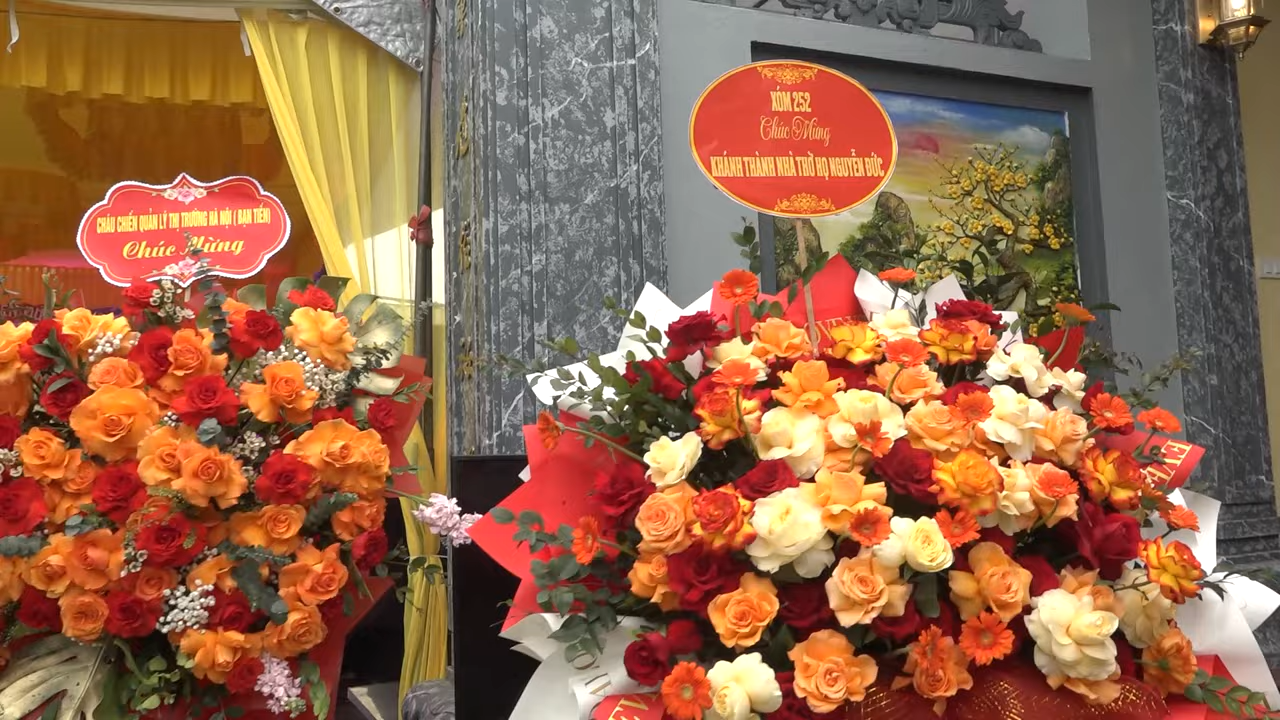 CHÁU CHIẾN QUẢN LÝ THỊ TRƯỜNG HÀ NỘI ( BẠN TIẾN)
Chúc Mừng
XÓM 252
Chúc Mừng
KHÁNH THÀNH NHÀ THỜ HỌ NGUYỄN ĐỨC